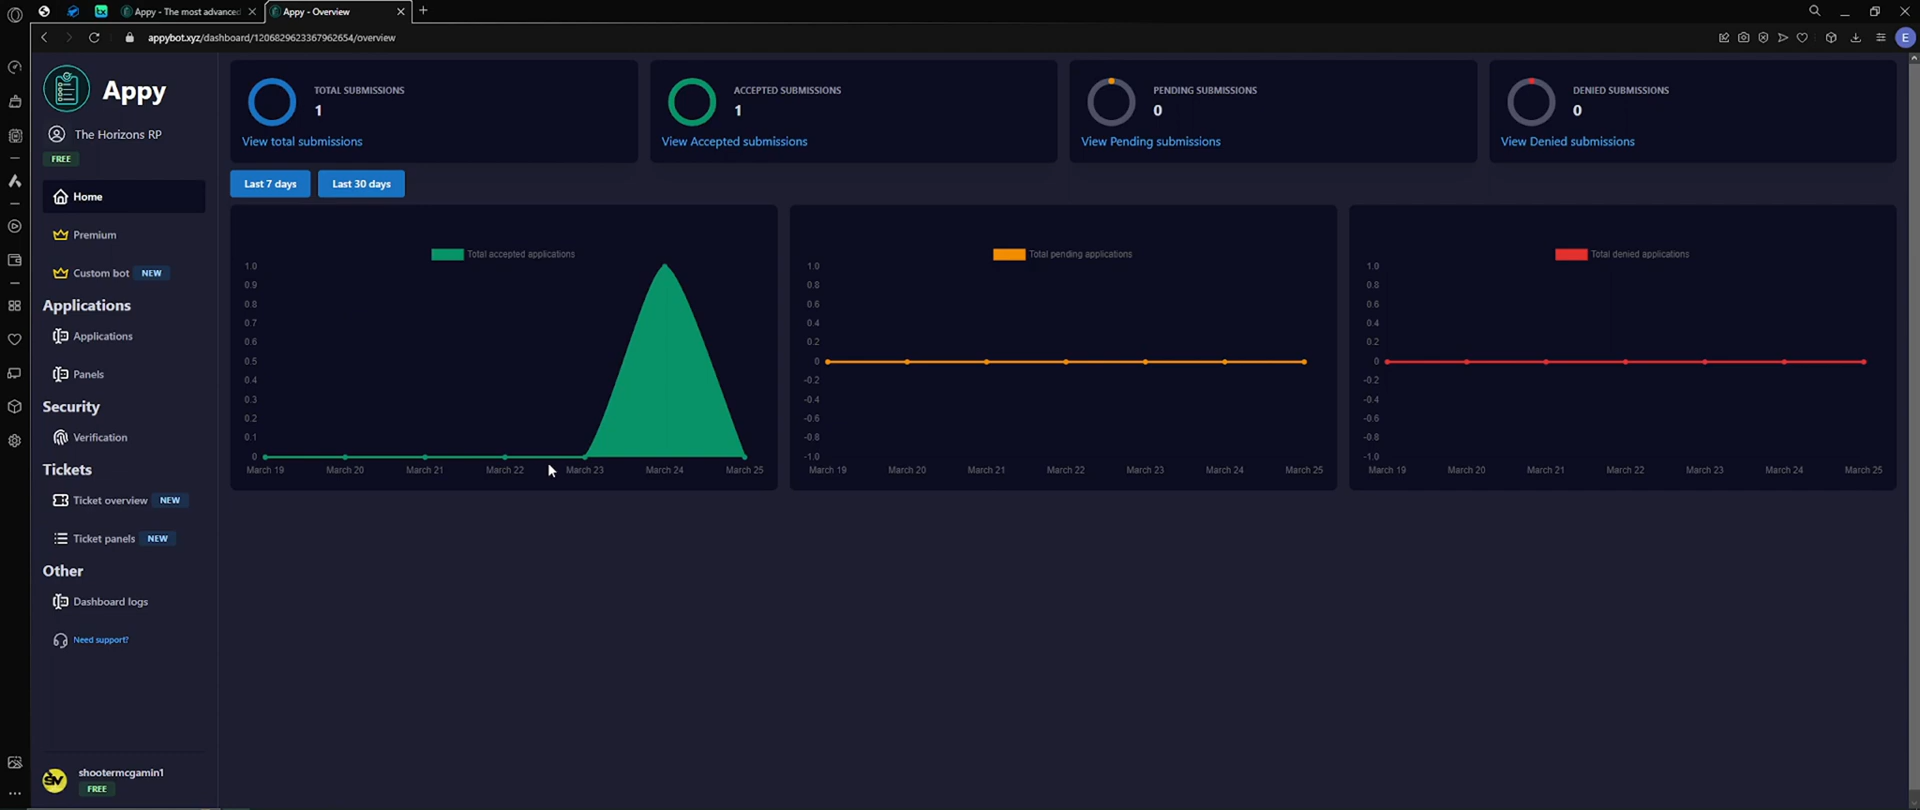 Appy - The most advanced
Appy - Overview
appybot.xyz/dashboard/1206829623367962654/overview
E
Appy
The Horizons RP
FREE
Home
Premium
Custom bot NEW
Applications
Applications
Panels
Security
Verification
Tickets
Ticket overview NEW
Ticket panels NEW
Other
Dashboard logs
Need support?
shootermcgamin1
FREE
TOTAL SUBMISSIONS
1
View total submissions
ACCEPTED SUBMISSIONS
1
View Accepted submissions
PENDING SUBMISSIONS
0
View Pending submissions
DENIED SUBMISSIONS
0
View Denied submissions
Last 7 days
Last 30 days
Total accepted applications
1.0
0.9
0.8
0.7
0.6
0.5
0.4
0.3
0.2
0.1
0
March 19 March 20 March 21 March 22 March 23 March 24 March 25
Total pending applications
1.0
0.8
0.6
0.4
0.2
0
-0.2
-0.4
-0.6
-0.8
-1.0
March 19 March 20 March 21 March 22 March 23 March 24 March 25
Total denied applications
1.0
0.8
0.6
0.4
0.2
0
-0.2
-0.4
-0.6
-0.8
-1.0
March 19 March 20 March 21 March 22 March 23 March 24 March 25